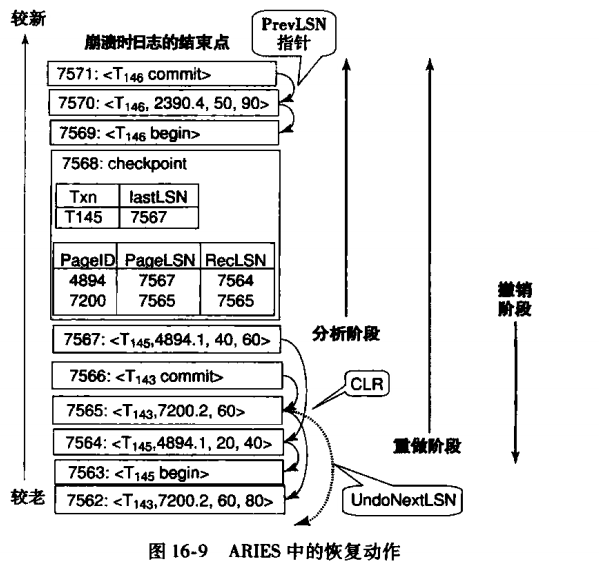 较新
PrevLSN
指针
崩溃时日志的结束点
7571: <T₁₄₆ commit>
7570: <T₁₄₆, 2390.4, 50, 90>
7569: <T₁₄₆ begin>
7568: checkpoint
Txn lastLSN
T145 7567
PageID PageLSN RecLSN
4894 7567 7564
7200 7565 7565
撤销
阶段
7567: <T₁₄₅,4894.1, 40, 60>
分析阶段
7566: <T₁₄₃ commit>
CLR
7565: <T₁₄₃,7200.2, 60>
7564: <T₁₄₅,4894.1, 20, 40>
重做阶段
7563: <T₁₄₅ begin>
较老
7562: <T₁₄₃,7200.2, 60, 80>
UndoNextLSN
图 16-9 ARIES 中的恢复动作